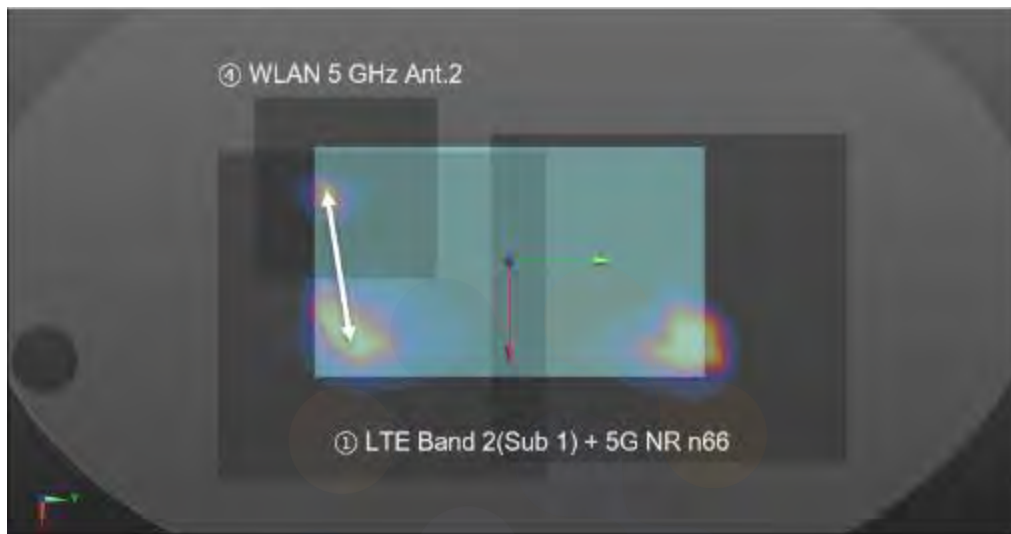 ④ WLAN 5 GHz Ant.2
① LTE Band 2(Sub 1) + 5G NR n66
Y